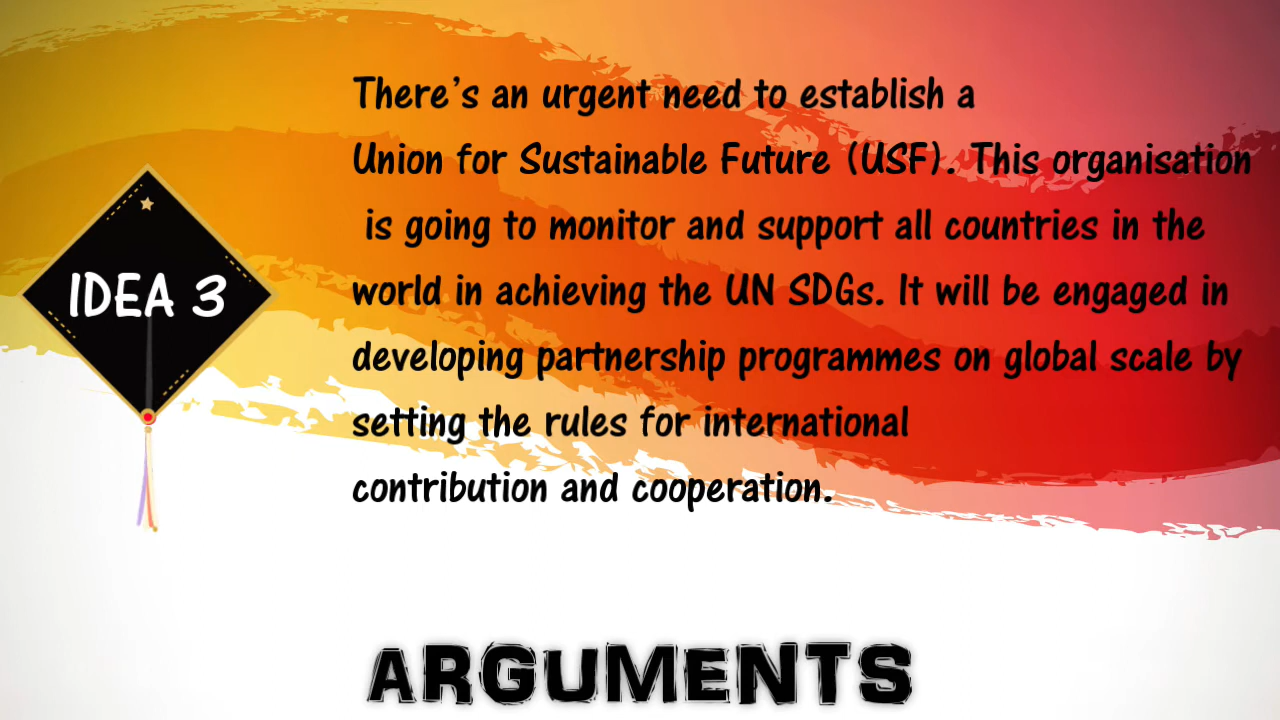 IDEA 3
There's an urgent need to establish a
Union for Sustainable Future (USF). This organisation
is going to monitor and support all countries in the
world in achieving the UN SDGs. It will be engaged in
developing partnership programmes on global scale by
setting the rules for international
contribution and cooperation.
ARGUMENTS